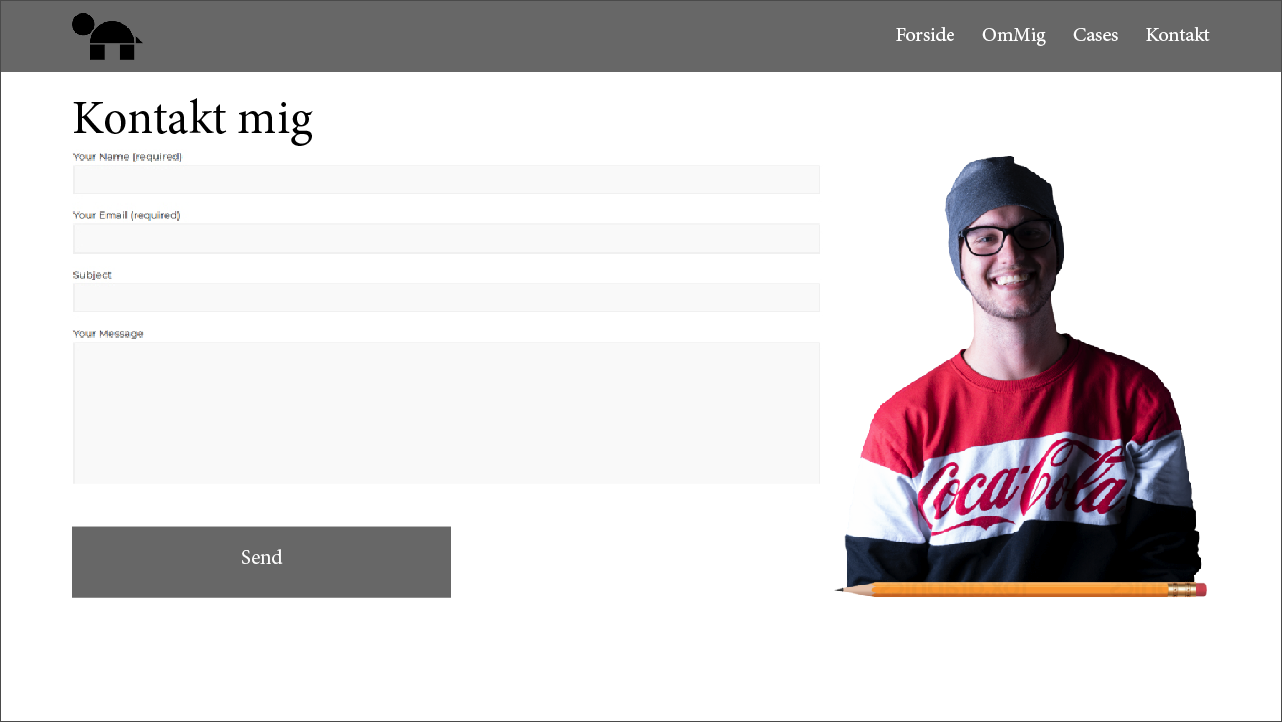 Forside OmMig Cases Kontakt
Kontakt mig
Your Name (required)
Your Email (required)
Subject
Your Message
Coca-Cola
Send